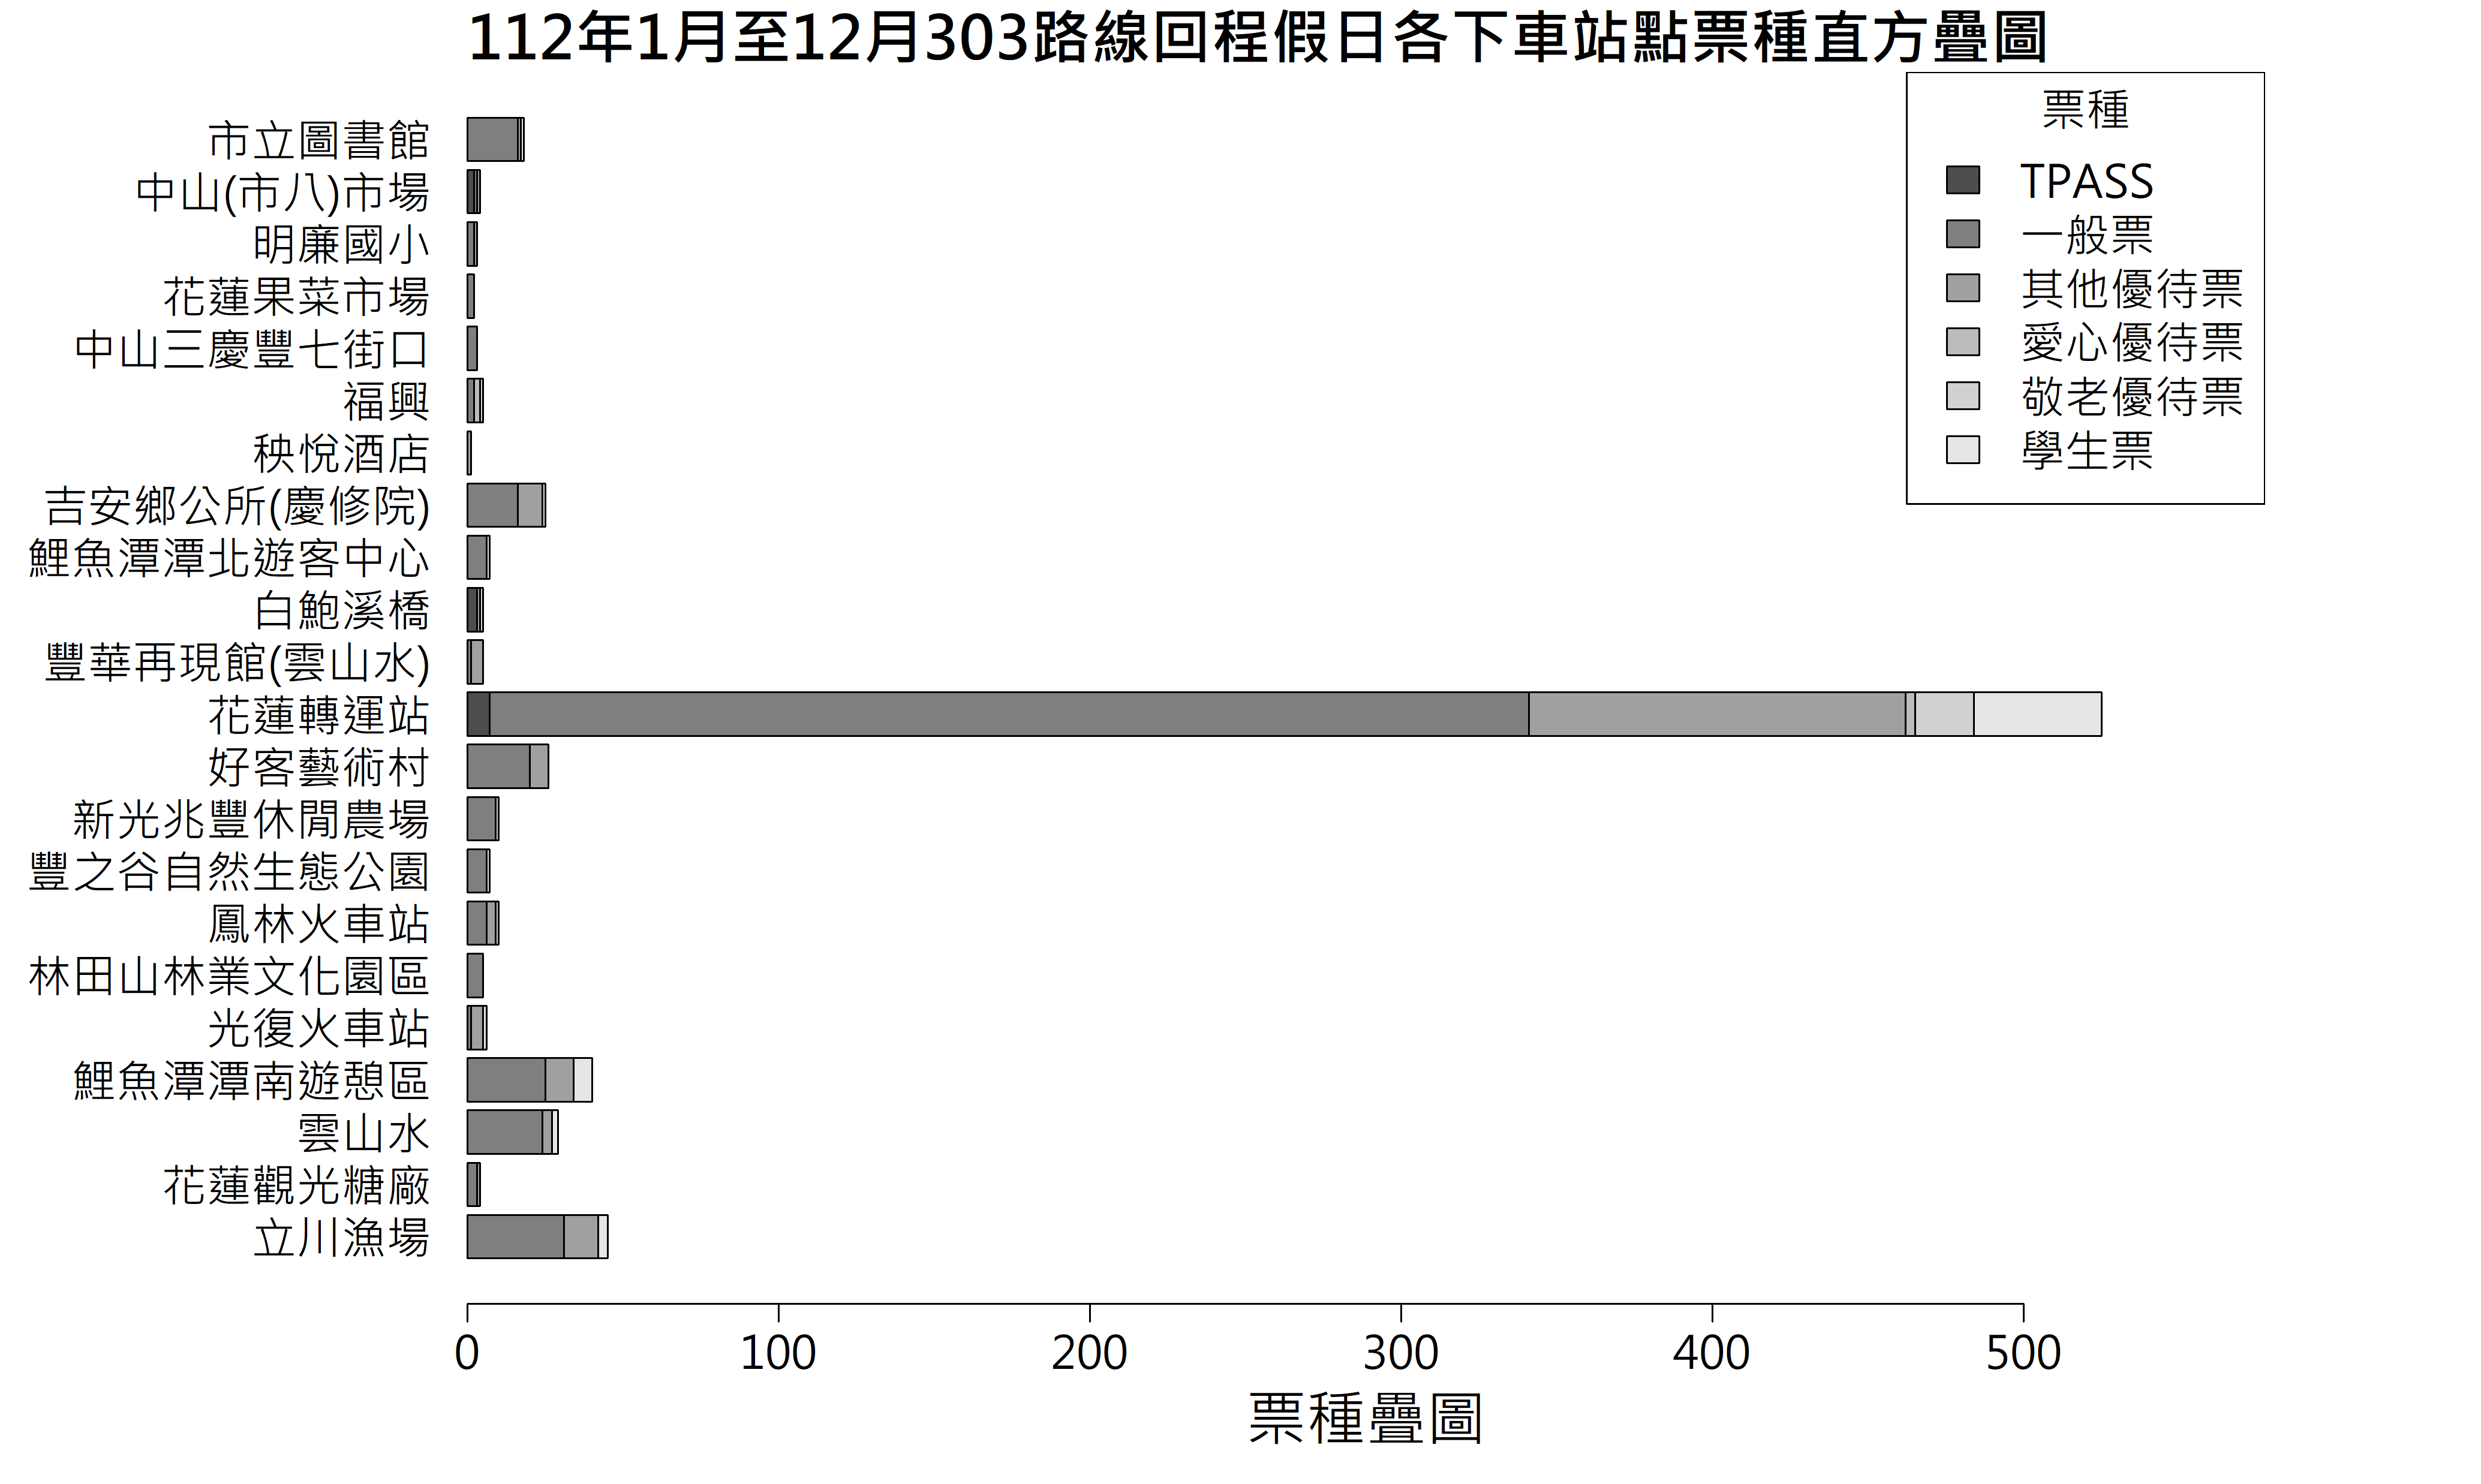 112年1月至12月303路線回程假日各下車站點票種直方疊圖
票種
TPASS
一般票
其他優待票
愛心優待票
敬老優待票
學生票
市立圖書館
中山(市八)市場
明廉國小
花蓮果菜市場
中山三慶豐七街口
福興
秧悅酒店
吉安鄉公所(慶修院)
鯉魚潭潭北遊客中心
白鮑溪橋
豐華再現館(雲山水)
花蓮轉運站
好客藝術村
新光兆豐休閒農場
豐之谷自然生態公園
鳳林火車站
林田山林業文化園區
光復火車站
鯉魚潭潭南遊憩區
雲山水
花蓮觀光糖廠
立川漁場
0 100 200 300 400 500
票種疊圖